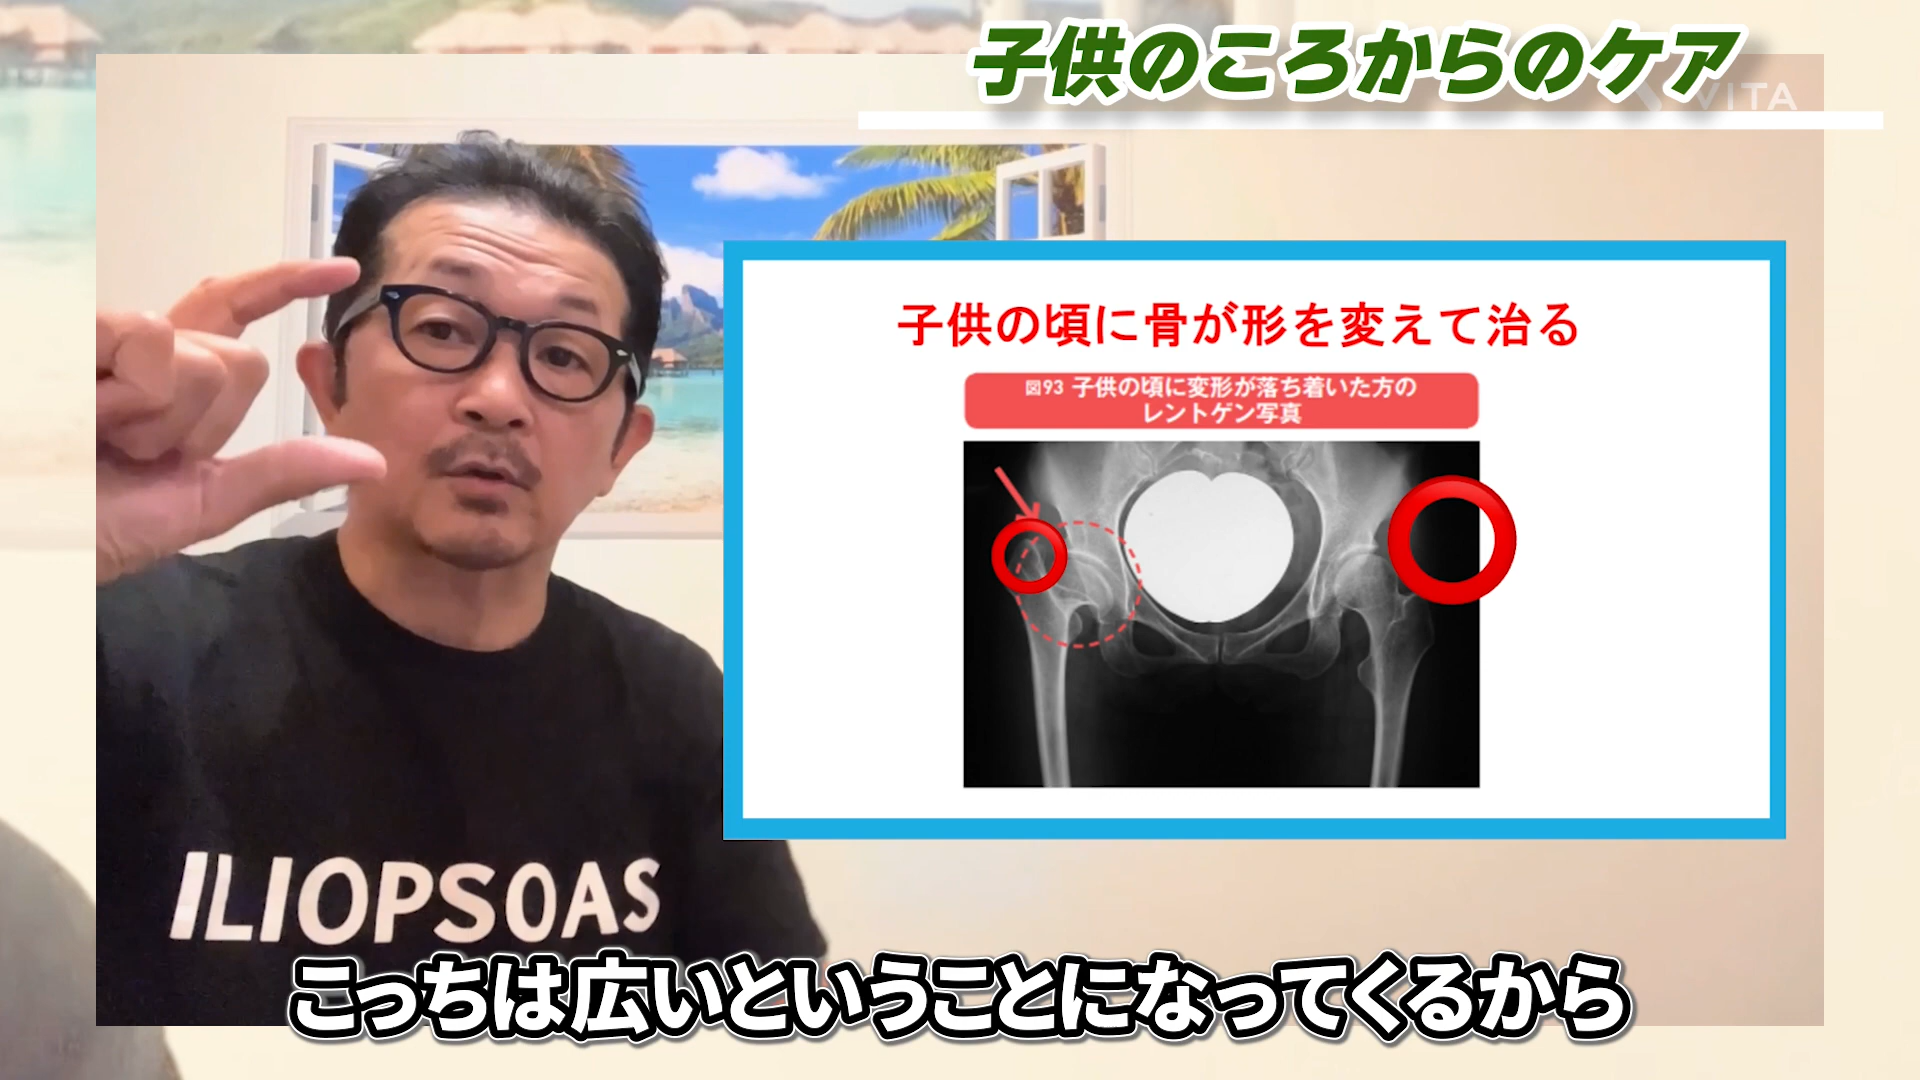 子供のころからのケア
VITA
子供の頃に骨が形を変えて治る
図93 子供の頃に変形が落ち着いた方の
レントゲン写真
ILIOPSOAS
こっちは広いということになってくるから